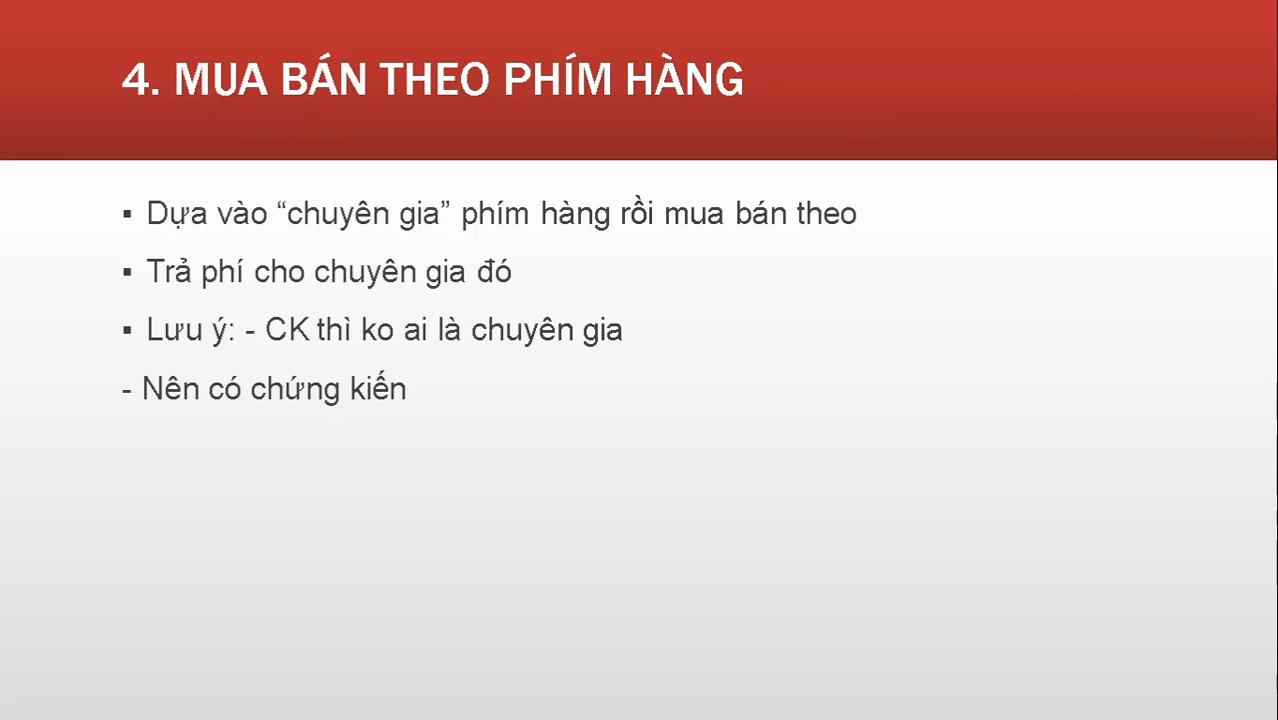 4. MUA BÁN THEO PHÍM HÀNG
▪ Dựa vào “chuyên gia” phím hàng rồi mua bán theo
▪ Trả phí cho chuyên gia đó
▪ Lưu ý: - CK thì ko ai là chuyên gia
- Nên có chứng kiến